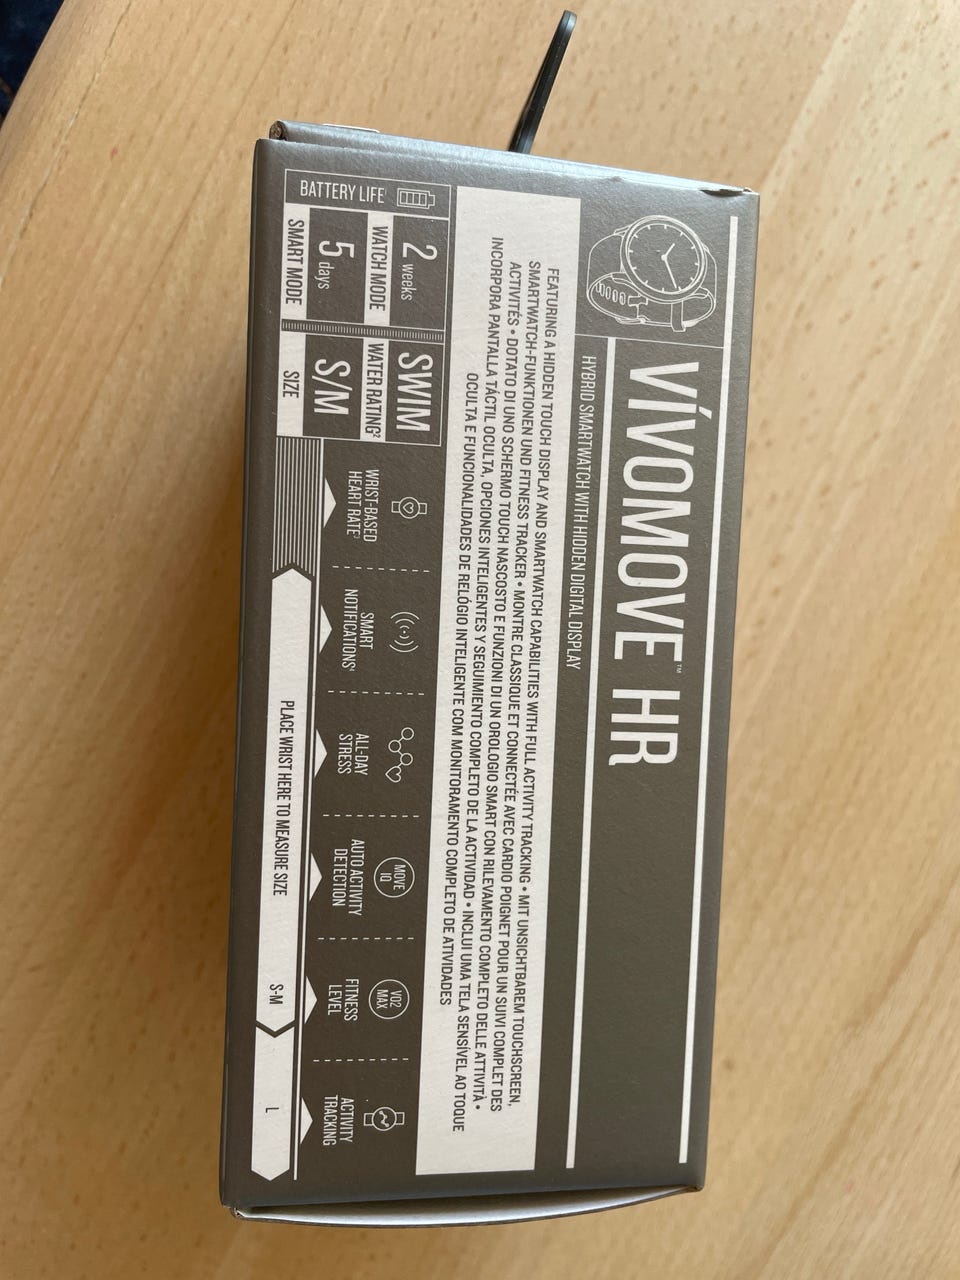 VÍVOMOVE™ HR
HYBRID SMARTWATCH WITH HIDDEN DIGITAL DISPLAY
FEATURING A HIDDEN TOUCH DISPLAY AND SMARTWATCH CAPABILITIES WITH FULL ACTIVITY TRACKING • MIT UNSICHTBAREM TOUCHSCREEN,
SMARTWATCH-FUNKTIONEN UND FITNESS TRACKER • MONTRE CLASSIQUE ET CONNECTÉE AVEC CARDIO POIGNET POUR UN SUIVI COMPLET DES
ACTIVITÉS • DOTATO DI UNO SCHERMO TOUCH NASCOSTO E FUNZIONI DI UN OROLOGIO SMART CON RILEVAMENTO COMPLETO DELLE ATTIVITÀ •
INCORPORA PANTALLA TÁCTIL OCULTA, OPCIONES INTELIGENTES Y SEGUIMIENTO COMPLETO DE LA ACTIVIDAD • INCLUI UMA TELA SENSÍVEL AO TOQUE
OCULTA E FUNCIONALIDADES DE RELÓGIO INTELIGENTE COM MONITORAMENTO COMPLETO DE ATIVIDADES
BATTERY LIFE
2 weeks
WATCH MODE
5 days
SMART MODE
SWIM
WATER RATING²
S/M
SIZE
WRIST-BASED
HEART RATE¹
SMART
NOTIFICATIONS⁴
ALL-DAY
STRESS
MOVE
IQ
AUTO ACTIVITY
DETECTION
VO2
MAX
FITNESS
LEVEL
ACTIVITY
TRACKING
PLACE WRIST HERE TO MEASURE SIZE
S-M
L